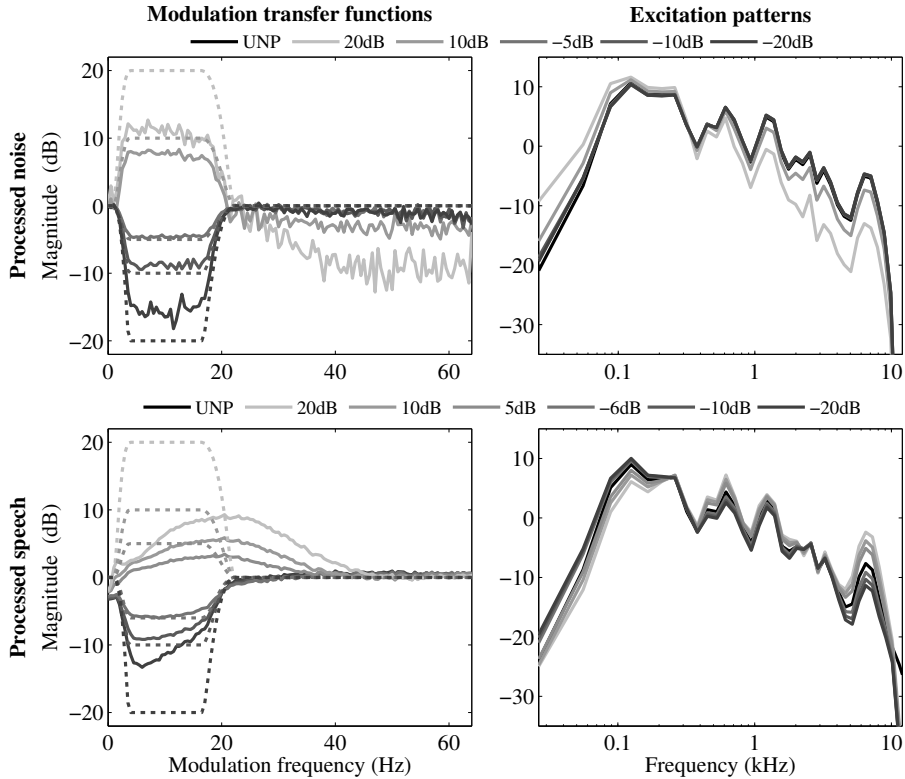 Modulation transfer functions
Excitation patterns
UNP 20dB 10dB −5dB −10dB −20dB
Processed noise
Magnitude (dB)
20
10
0
−10
−20
0 20 40 60
10
0
−10
−20
−30
0.1 1 10
UNP 20dB 10dB 5dB −6dB −10dB −20dB
Processed speech
Magnitude (dB)
20
10
0
−10
−20
0 20 40 60
Modulation frequency (Hz)
10
0
−10
−20
−30
0.1 1 10
Frequency (kHz)